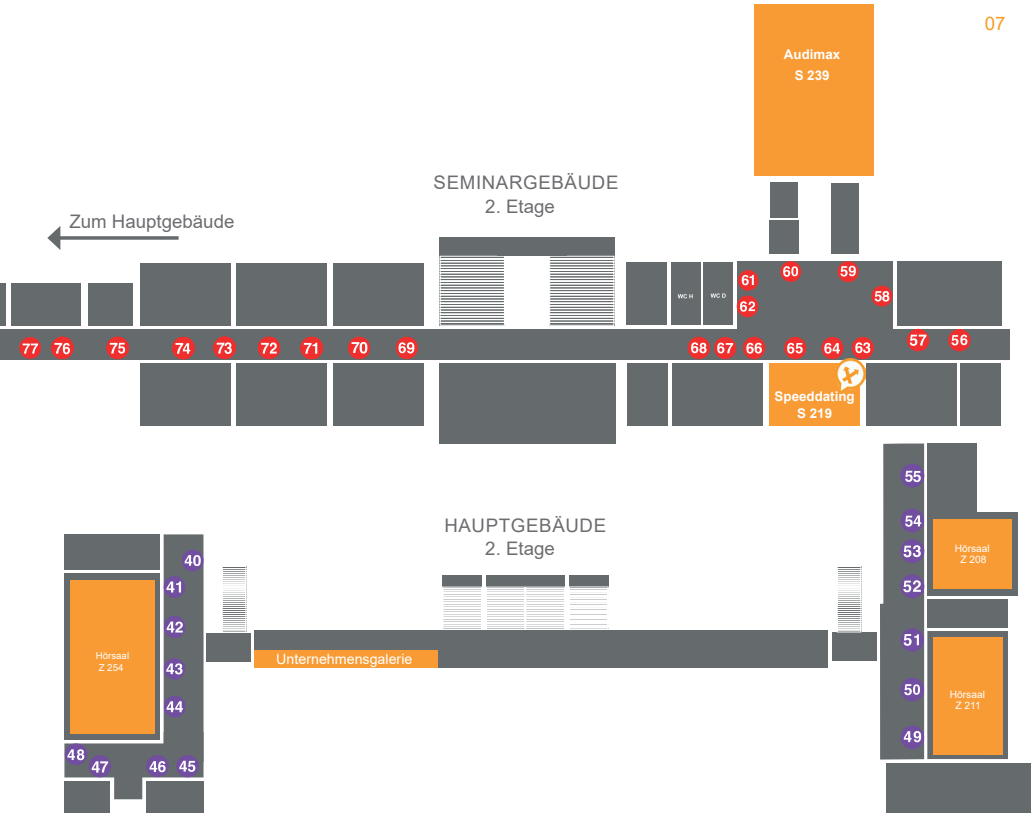 07
Audimax
S 239
SEMINARGEBÄUDE
2. Etage
Zum Hauptgebäude
WC H
WC D
61
60
59
62
58
77
76
75
74
73
72
71
70
69
68
67
66
65
64
63
57
56
Speeddating
S 219
HAUPTGEBÄUDE
2. Etage
55
54
53
52
51
50
49
Hörsaal
Z 208
Hörsaal
Z 211
40
41
42
43
44
45
46
47
48
Hörsaal
Z 254
Unternehmensgalerie